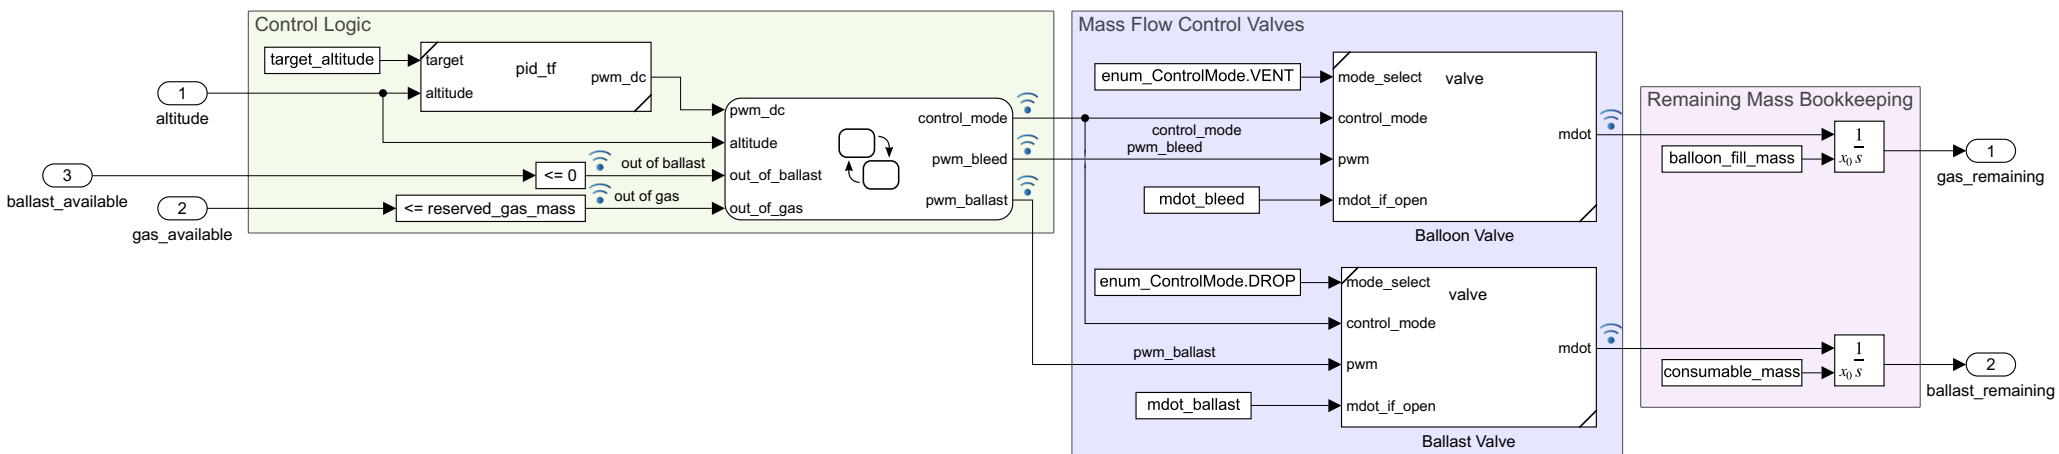 Control Logic
target_altitude
target
altitude
pid_tf
pwm_dc
1
altitude
3
ballast_available
2
gas_available
<= 0
out of ballast
<= reserved_gas_mass
out of gas
pwm_dc
altitude
out_of_ballast
out_of_gas
control_mode
pwm_bleed
pwm_ballast
Mass Flow Control Valves
enum_ControlMode.VENT
control_mode
pwm_bleed
mdot_bleed
mode_select
control_mode
pwm
mdot_if_open
valve
mdot
Balloon Valve
enum_ControlMode.DROP
pwm_ballast
mdot_ballast
mode_select
control_mode
pwm
mdot_if_open
valve
mdot
Ballast Valve
Remaining Mass Bookkeeping
balloon_fill_mass
1
x0 s
1
gas_remaining
consumable_mass
1
x0 s
2
ballast_remaining